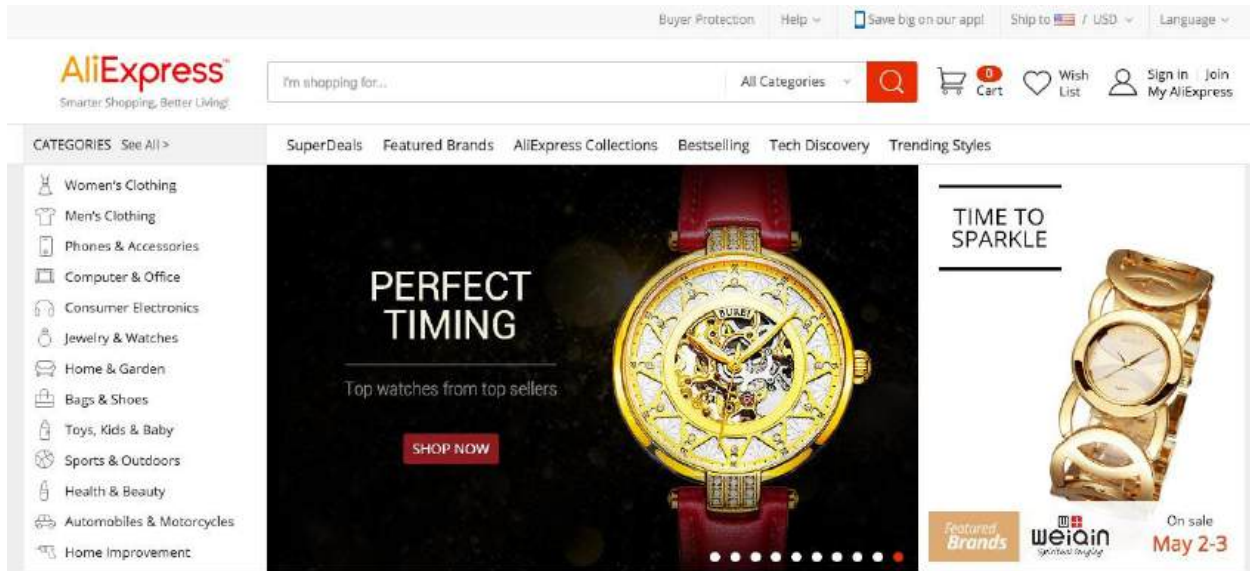 Buyer Protection Help Save big on our app! Ship to / USD Language
AliExpress™
Smarter Shopping, Better Living!
I'm shopping for...
All Categories
0
Cart
Wish
List
Sign in Join
My AliExpress
CATEGORIES See All >
SuperDeals Featured Brands AliExpress Collections Bestselling Tech Discovery Trending Styles
Women's Clothing
Men's Clothing
Phones & Accessories
Computer & Office
Consumer Electronics
Jewelry & Watches
Home & Garden
Bags & Shoes
Toys, Kids & Baby
Sports & Outdoors
Health & Beauty
Automobiles & Motorcycles
Home Improvement
PERFECT
TIMING
Top watches from top sellers
SHOP NOW
BUREI
TIME TO
SPARKLE
Featured
Brands
WeiQin
On sale
May 2-3